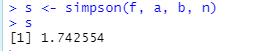 > s <- simpson(f, a, b, n)
> s
[1] 1.742554